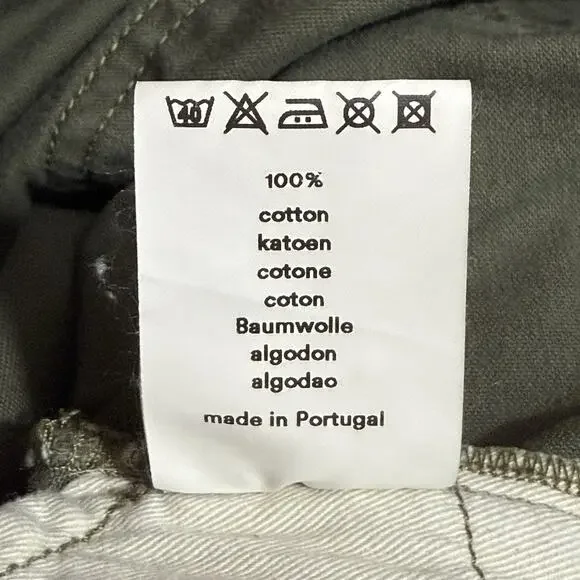 40
100%
cotton
katoen
cotone
coton
Baumwolle
algodon
algodao
made in Portugal